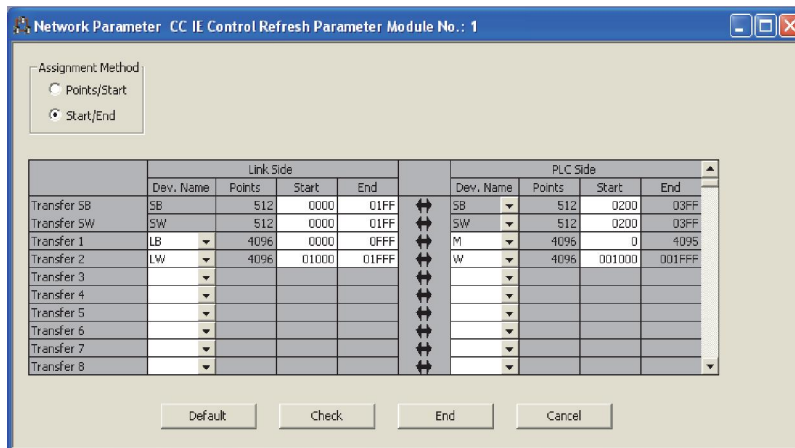 Network Parameter CC IE Control Refresh Parameter Module No.: 1
Assignment Method
Points/Start
Start/End
Link Side PLC Side
Dev. Name Points Start End Dev. Name Points Start End
Transfer SB SB 512 0000 01FF SB 512 0200 03FF
Transfer SW SW 512 0000 01FF SW 512 0200 03FF
Transfer 1 LB 4096 0000 0FFF M 4096 0 4095
Transfer 2 LW 4096 01000 01FFF W 4096 001000 001FFF
Transfer 3
Transfer 4
Transfer 5
Transfer 6
Transfer 7
Transfer 8
Default Check End Cancel